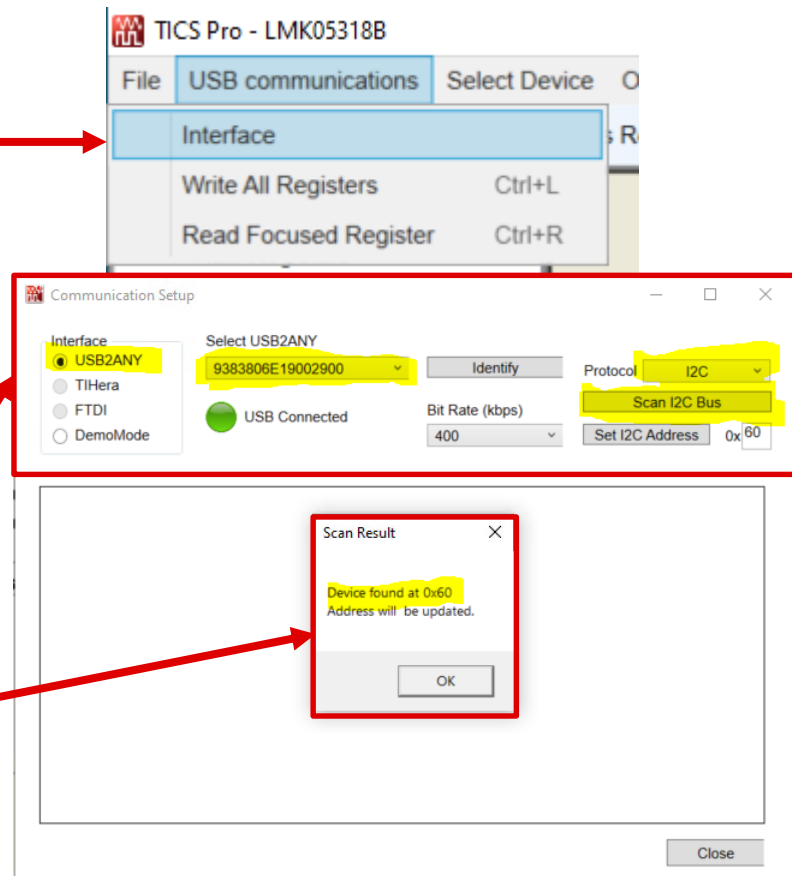 TICS Pro - LMK05318B
File USB communications Select Device O
Interface
s R
Write All Registers Ctrl+L
Read Focused Register Ctrl+R
Communication Setup
Interface
USB2ANY
TIHera
FTDI
DemoMode
Select USB2ANY
9383806E19002900
Identify
USB Connected
Bit Rate (kbps)
400
Protocol I2C
Scan I2C Bus
Set I2C Address 0x 60
Scan Result
Device found at 0x60
Address will be updated.
OK
Close